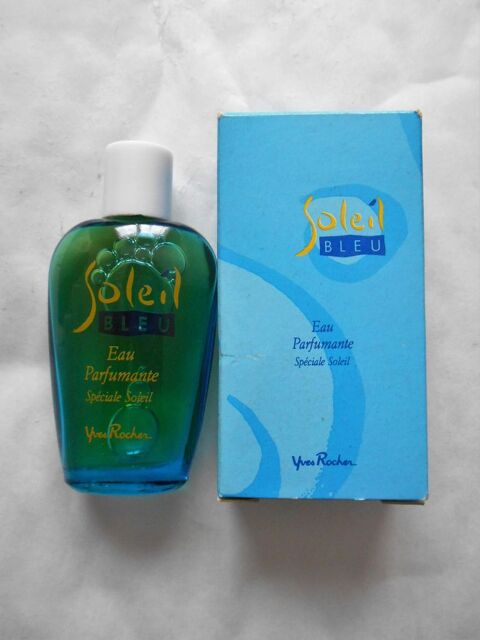 Soleil
BLEU
Eau
Parfumante
Spéciale Soleil
Yves Rocher
Soleil
BLEU
Eau
Parfumante
Spéciale Soleil
Yves Rocher